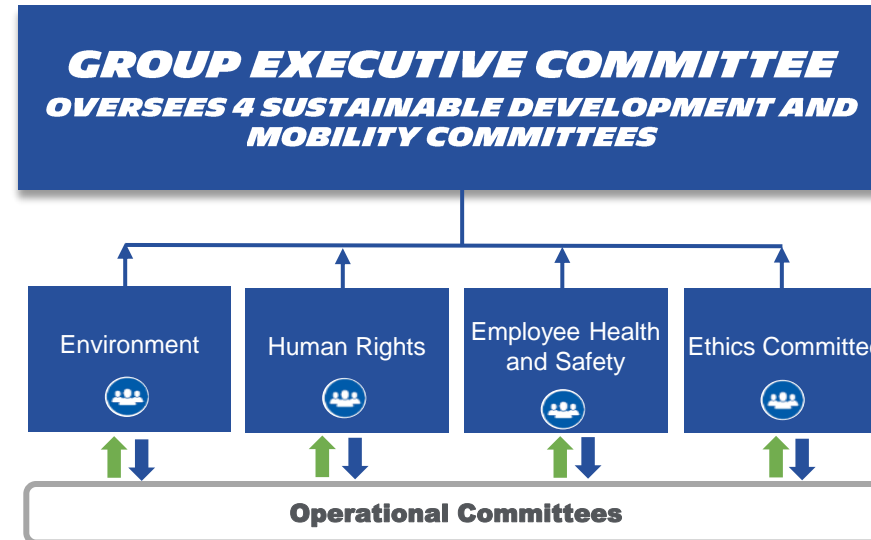 GROUP EXECUTIVE COMMITTEE
OVERSEES 4 SUSTAINABLE DEVELOPMENT AND
MOBILITY COMMITTEES
Environment
Human Rights
Employee Health
and Safety
Ethics Committee
Operational Committees